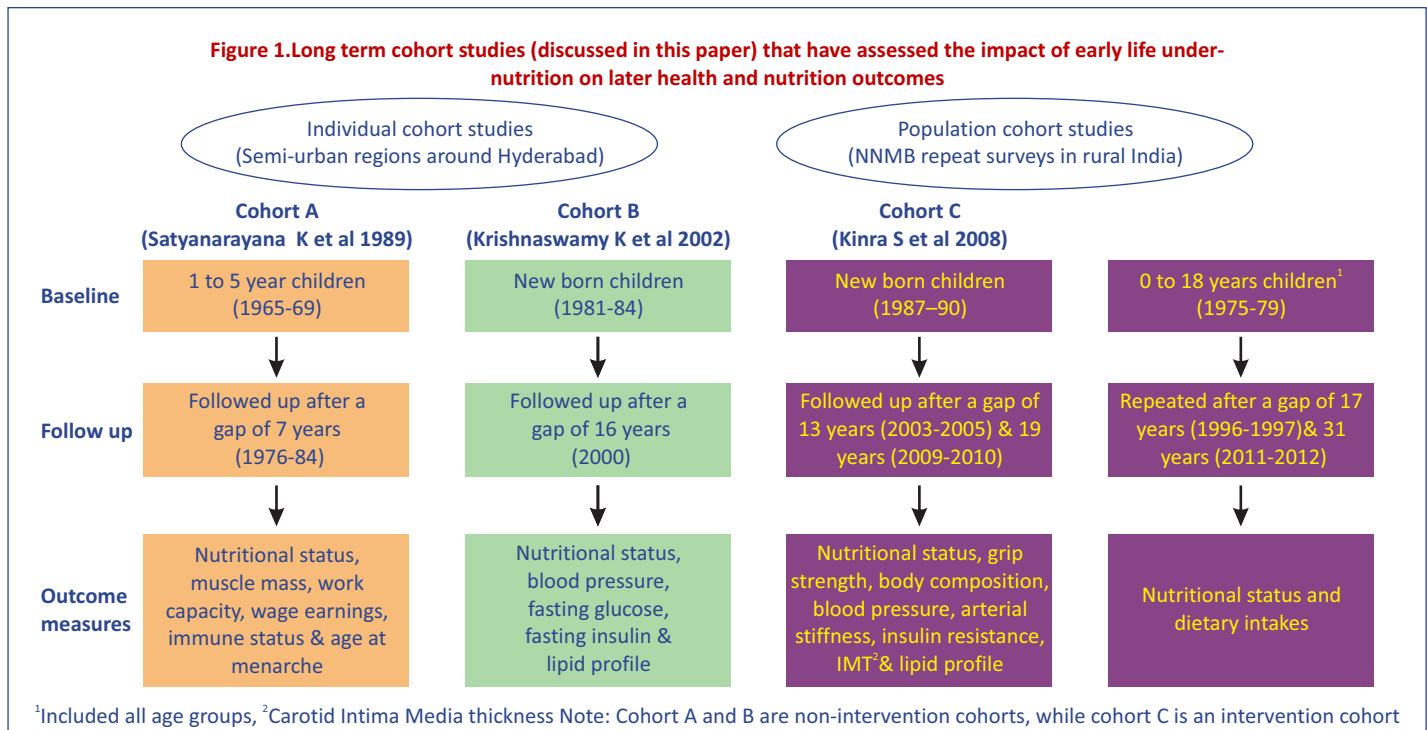 Figure 1.Long term cohort studies (discussed in this paper) that have assessed the impact of early life under-
nutrition on later health and nutrition outcomes
Individual cohort studies
(Semi-urban regions around Hyderabad)
Population cohort studies
(NNMB repeat surveys in rural India)
Cohort A
(Satyanarayana K et al 1989)
Cohort B
(Krishnaswamy K et al 2002)
Cohort C
(Kinra S et al 2008)
Baseline
1 to 5 year children
(1965-69)
New born children
(1981-84)
New born children
(1987–90)
0 to 18 years children¹
(1975-79)
Follow up
Followed up after a
gap of 7 years
(1976-84)
Followed up after a
gap of 16 years
(2000)
Followed up after a gap of
13 years (2003-2005) & 19
years (2009-2010)
Repeated after a gap of 17
years (1996-1997)& 31
years (2011-2012)
Outcome
measures
Nutritional status,
muscle mass, work
capacity, wage earnings,
immune status & age at
menarche
Nutritional status,
blood pressure,
fasting glucose,
fasting insulin &
lipid profile
Nutritional status, grip
strength, body composition,
blood pressure, arterial
stiffness, insulin resistance,
IMT²& lipid profile
Nutritional status and
dietary intakes
¹Included all age groups, ²Carotid Intima Media thickness Note: Cohort A and B are non-intervention cohorts, while cohort C is an intervention cohort